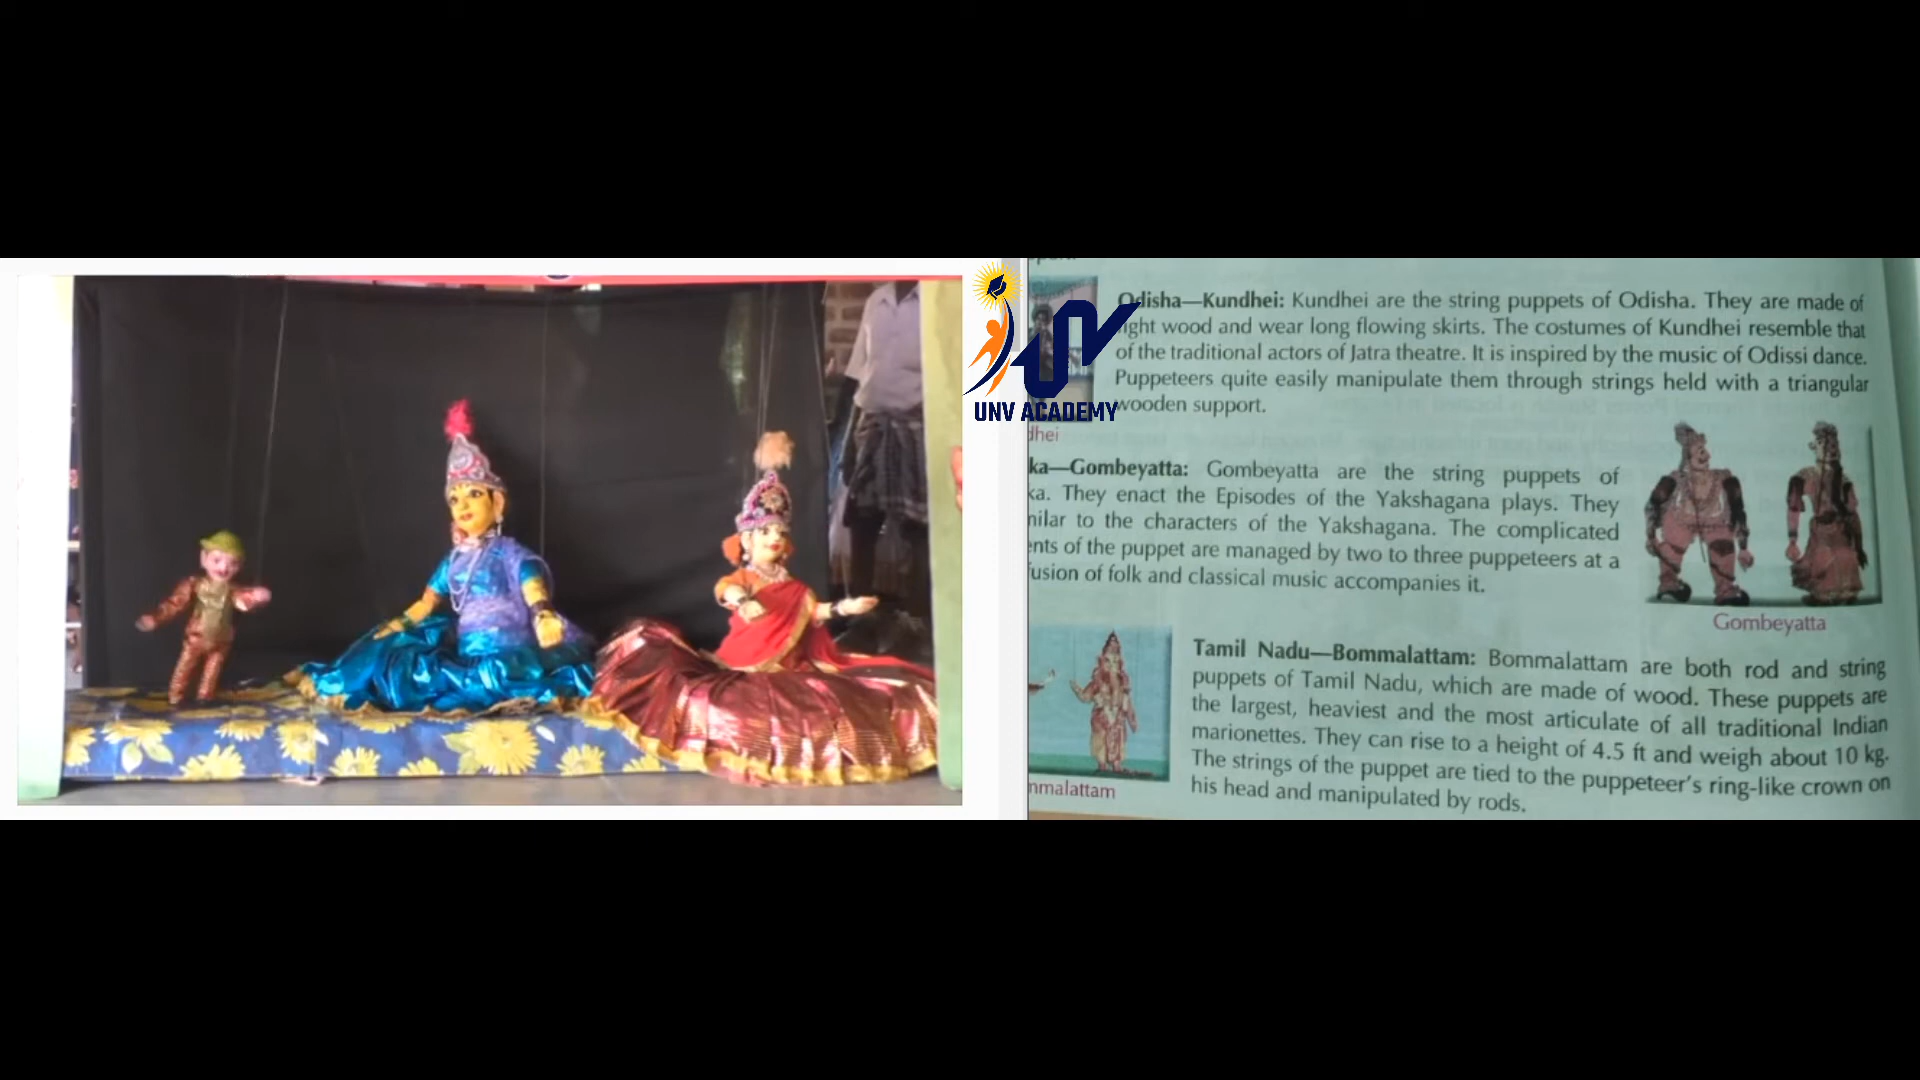 Odisha—Kundhei: Kundhei are the string puppets of Odisha. They are made of
ight wood and wear long flowing skirts. The costumes of Kundhei resemble that
of the traditional actors of Jatra theatre. It is inspired by the music of Odissi dance.
Puppeteers quite easily manipulate them through strings held with a triangular
wooden support.
UNV ACADEMY
dhei
ka—Gombeyatta: Gombeyatta are the string puppets of
ka. They enact the Episodes of the Yakshagana plays. They
nilar to the characters of the Yakshagana. The complicated
ents of the puppet are managed by two to three puppeteers at a
usion of folk and classical music accompanies it.
Gombeyatta
Tamil Nadu—Bommalattam: Bommalattam are both rod and string
puppets of Tamil Nadu, which are made of wood. These puppets are
the largest, heaviest and the most articulate of all traditional Indian
marionettes. They can rise to a height of 4.5 ft and weigh about 10 kg.
The strings of the puppet are tied to the puppeteer's ring-like crown on
his head and manipulated by rods.
mmalattam